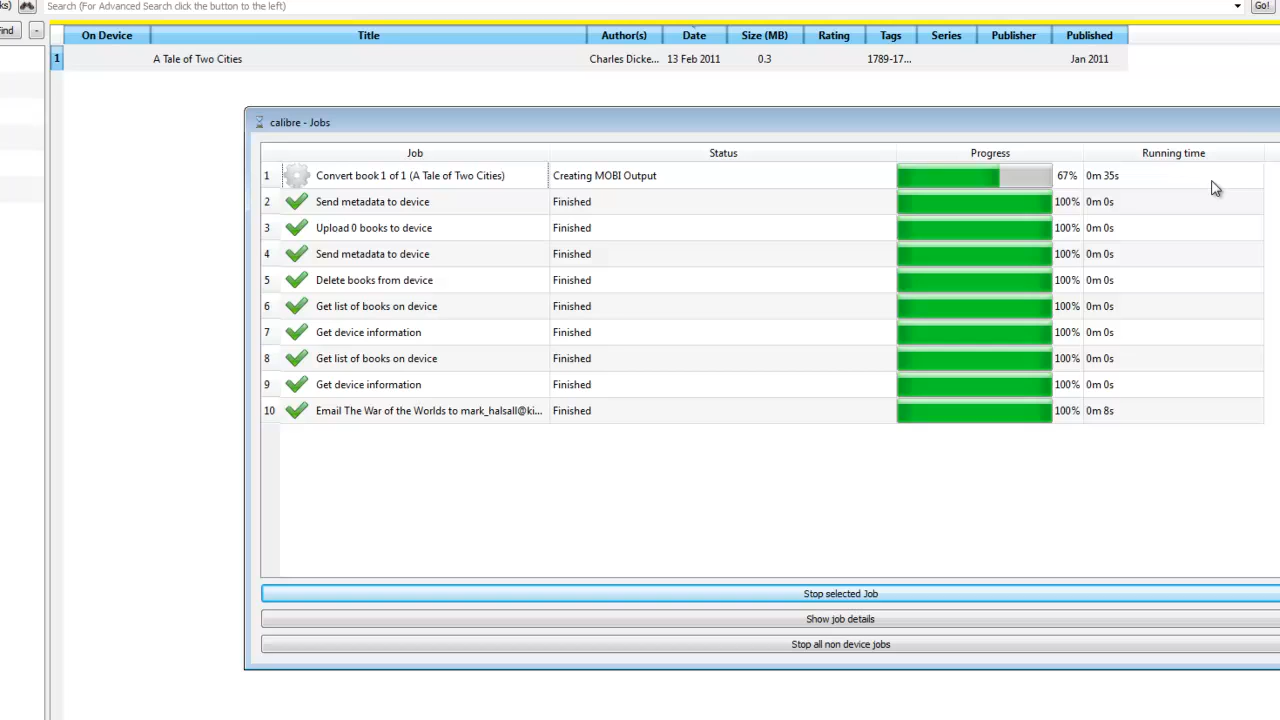 ks)
Search (For Advanced Search click the button to the left)
Go!
Find
-
On Device Title Author(s) Date Size (MB) Rating Tags Series Publisher Published
1 A Tale of Two Cities Charles Dicke... 13 Feb 2011 0.3 1789-17... Jan 2011
calibre - Jobs
Job Status Progress Running time
1 Convert book 1 of 1 (A Tale of Two Cities) Creating MOBI Output 67% 0m 35s
2 Send metadata to device Finished 100% 0m 0s
3 Upload 0 books to device Finished 100% 0m 0s
4 Send metadata to device Finished 100% 0m 0s
5 Delete books from device Finished 100% 0m 0s
6 Get list of books on device Finished 100% 0m 0s
7 Get device information Finished 100% 0m 0s
8 Get list of books on device Finished 100% 0m 0s
9 Get device information Finished 100% 0m 0s
10 Email The War of the Worlds to mark_halsall@ki... Finished 100% 0m 8s
Stop selected Job
Show job details
Stop all non device jobs